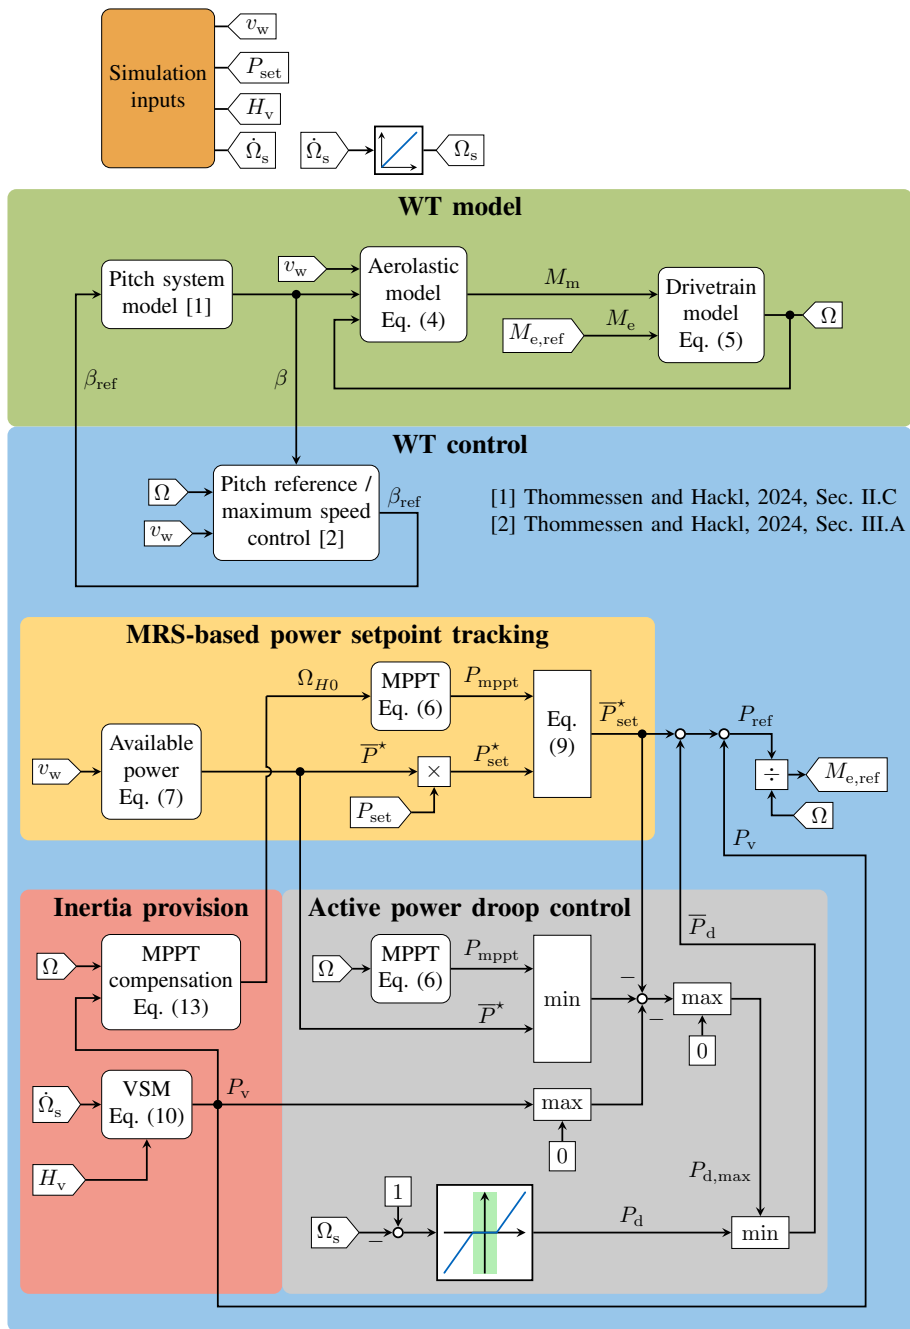 Simulation
inputs
v_w
P_set
H_v
Ω̇_s
Ω̇_s
Ω_s
WT model
Pitch system
model [1]
v_w
Aerolastic
model
Eq. (4)
M_m
M_e,ref
M_e
Drivetrain
model
Eq. (5)
Ω
β_ref
β
WT control
Ω
v_w
Pitch reference /
maximum speed
control [2]
β_ref
[1] Thommessen and Hackl, 2024, Sec. II.C
[2] Thommessen and Hackl, 2024, Sec. III.A
MRS-based power setpoint tracking
Ω_H0
MPPT
Eq. (6)
P_mppt
Eq.
(9)
P̅*_set
P_ref
v_w
Available
power
Eq. (7)
P̅*
×
P*_set
P_set
÷
M_e,ref
Ω
P_v
Inertia provision
Ω
MPPT
compensation
Eq. (13)
Ω̇_s
VSM
Eq. (10)
P_v
H_v
Active power droop control
Ω
MPPT
Eq. (6)
P_mppt
P̅*
min
−
−
max
0
P̅_d
max
0
P_d,max
1
Ω_s
−
P_d
min